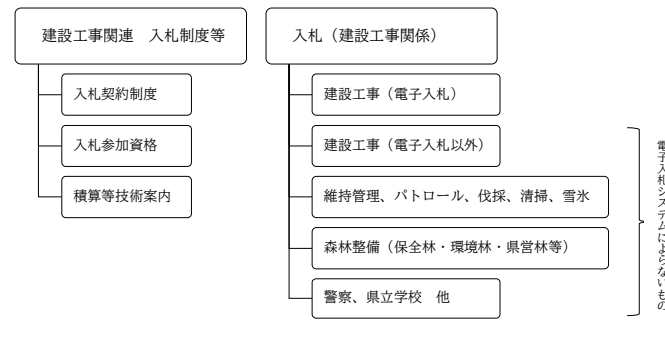 建設工事関連　入札制度等
入札契約制度
入札参加資格
積算等技術案内
入札（建設工事関係）
建設工事（電子入札）
建設工事（電子入札以外）
維持管理、パトロール、伐採、清掃、雪氷
森林整備（保全林・環境林・県営林等）
警察、県立学校　他
電子入札システムによらないもの